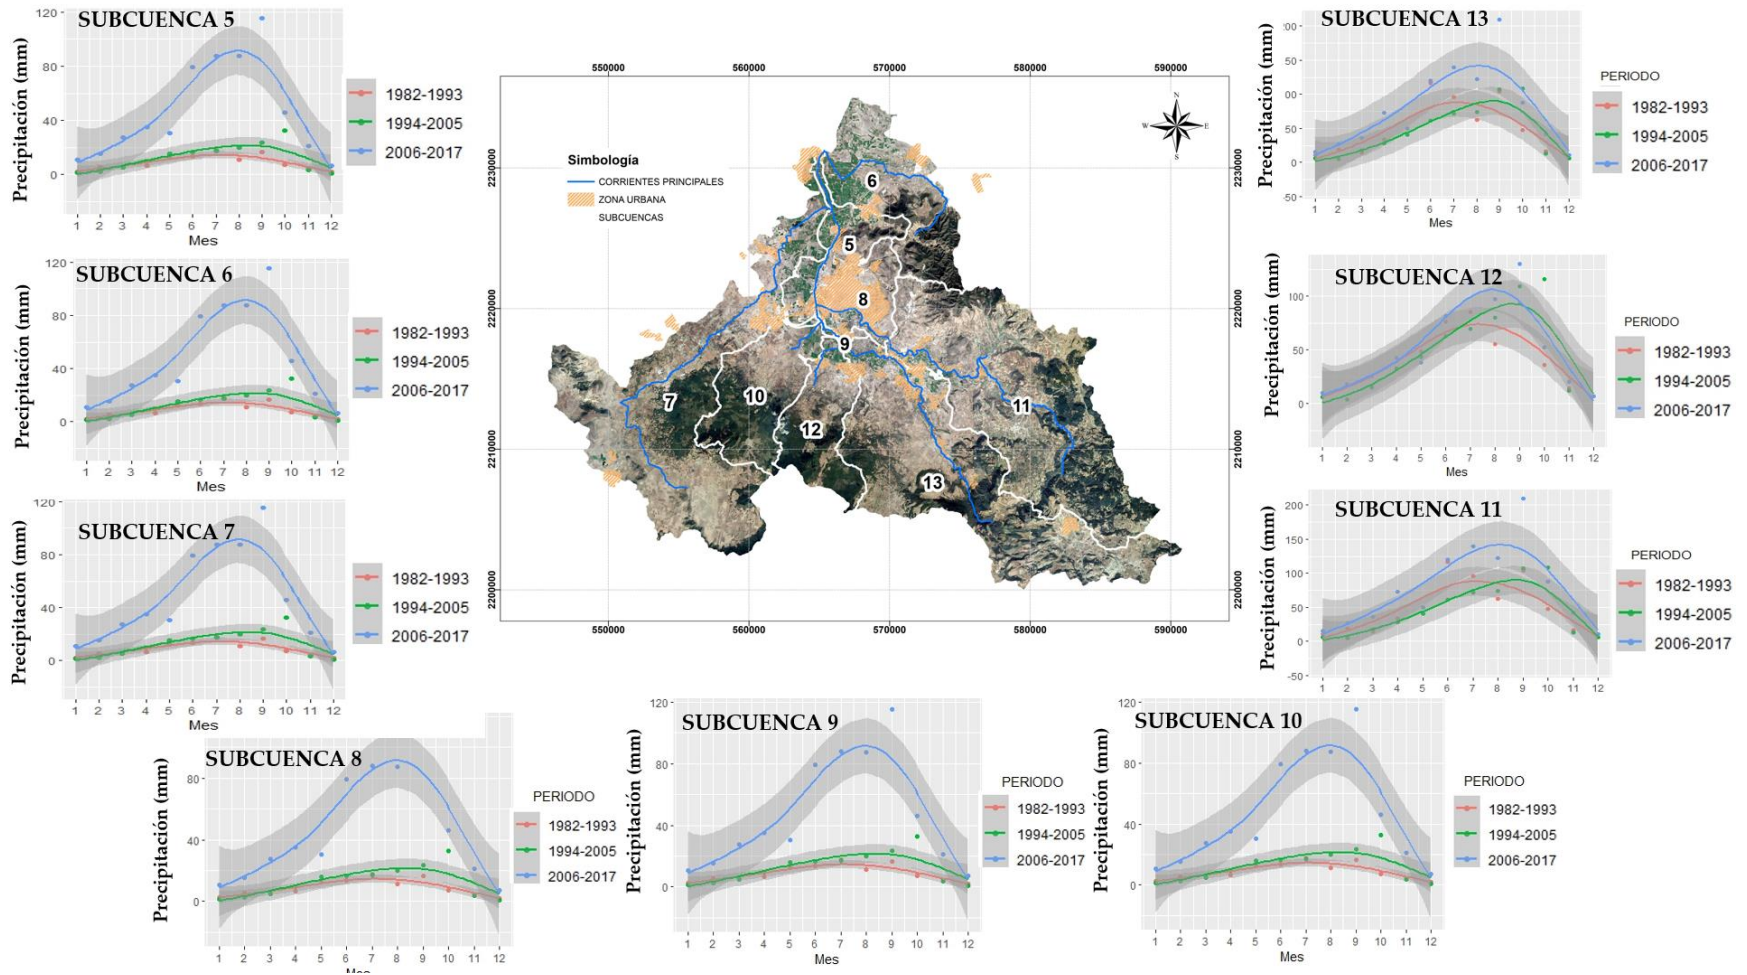 SUBCUENCA 5
Precipitación (mm)
120
80
40
0
1 2 3 4 5 6 7 8 9 10 11 12
Mes
1982-1993
1994-2005
2006-2017
SUBCUENCA 6
Precipitación (mm)
120
80
40
0
1 2 3 4 5 6 7 8 9 10 11 12
Mes
1982-1993
1994-2005
2006-2017
SUBCUENCA 7
Precipitación (mm)
120
80
40
0
1 2 3 4 5 6 7 8 9 10 11 12
Mes
1982-1993
1994-2005
2006-2017
SUBCUENCA 8
Precipitación (mm)
80
40
0
1 2 3 4 5 6 7 8 9 10 11 12
Mes
PERIODO
1982-1993
1994-2005
2006-2017
550000 560000 570000 580000 590000
2230000 2230000
2220000 2220000
2210000 2210000
2200000 2200000
550000 560000 570000 580000 590000
N
W E
S
Simbología
CORRIENTES PRINCIPALES
ZONA URBANA
SUBCUENCAS
6
5
8
9
7
10
11
12
13
SUBCUENCA 9
Precipitación (mm)
120
80
40
0
1 2 3 4 5 6 7 8 9 10 11 12
Mes
PERIODO
1982-1993
1994-2005
2006-2017
SUBCUENCA 10
Precipitación (mm)
120
80
40
0
1 2 3 4 5 6 7 8 9 10 11 12
Mes
PERIODO
1982-1993
1994-2005
2006-2017
SUBCUENCA 13
Precipitación (mm)
00
50
00
50
0
-50
1 2 3 4 5 6 7 8 9 10 11 12
Mes
PERIODO
1982-1993
1994-2005
2006-2017
SUBCUENCA 12
Precipitación (mm)
100
50
0
1 2 3 4 5 6 7 8 9 10 11 12
Mes
PERIODO
1982-1993
1994-2005
2006-2017
SUBCUENCA 11
Precipitación (mm)
200
150
100
50
0
-50
1 2 3 4 5 6 7 8 9 10 11 12
Mes
PERIODO
1982-1993
1994-2005
2006-2017